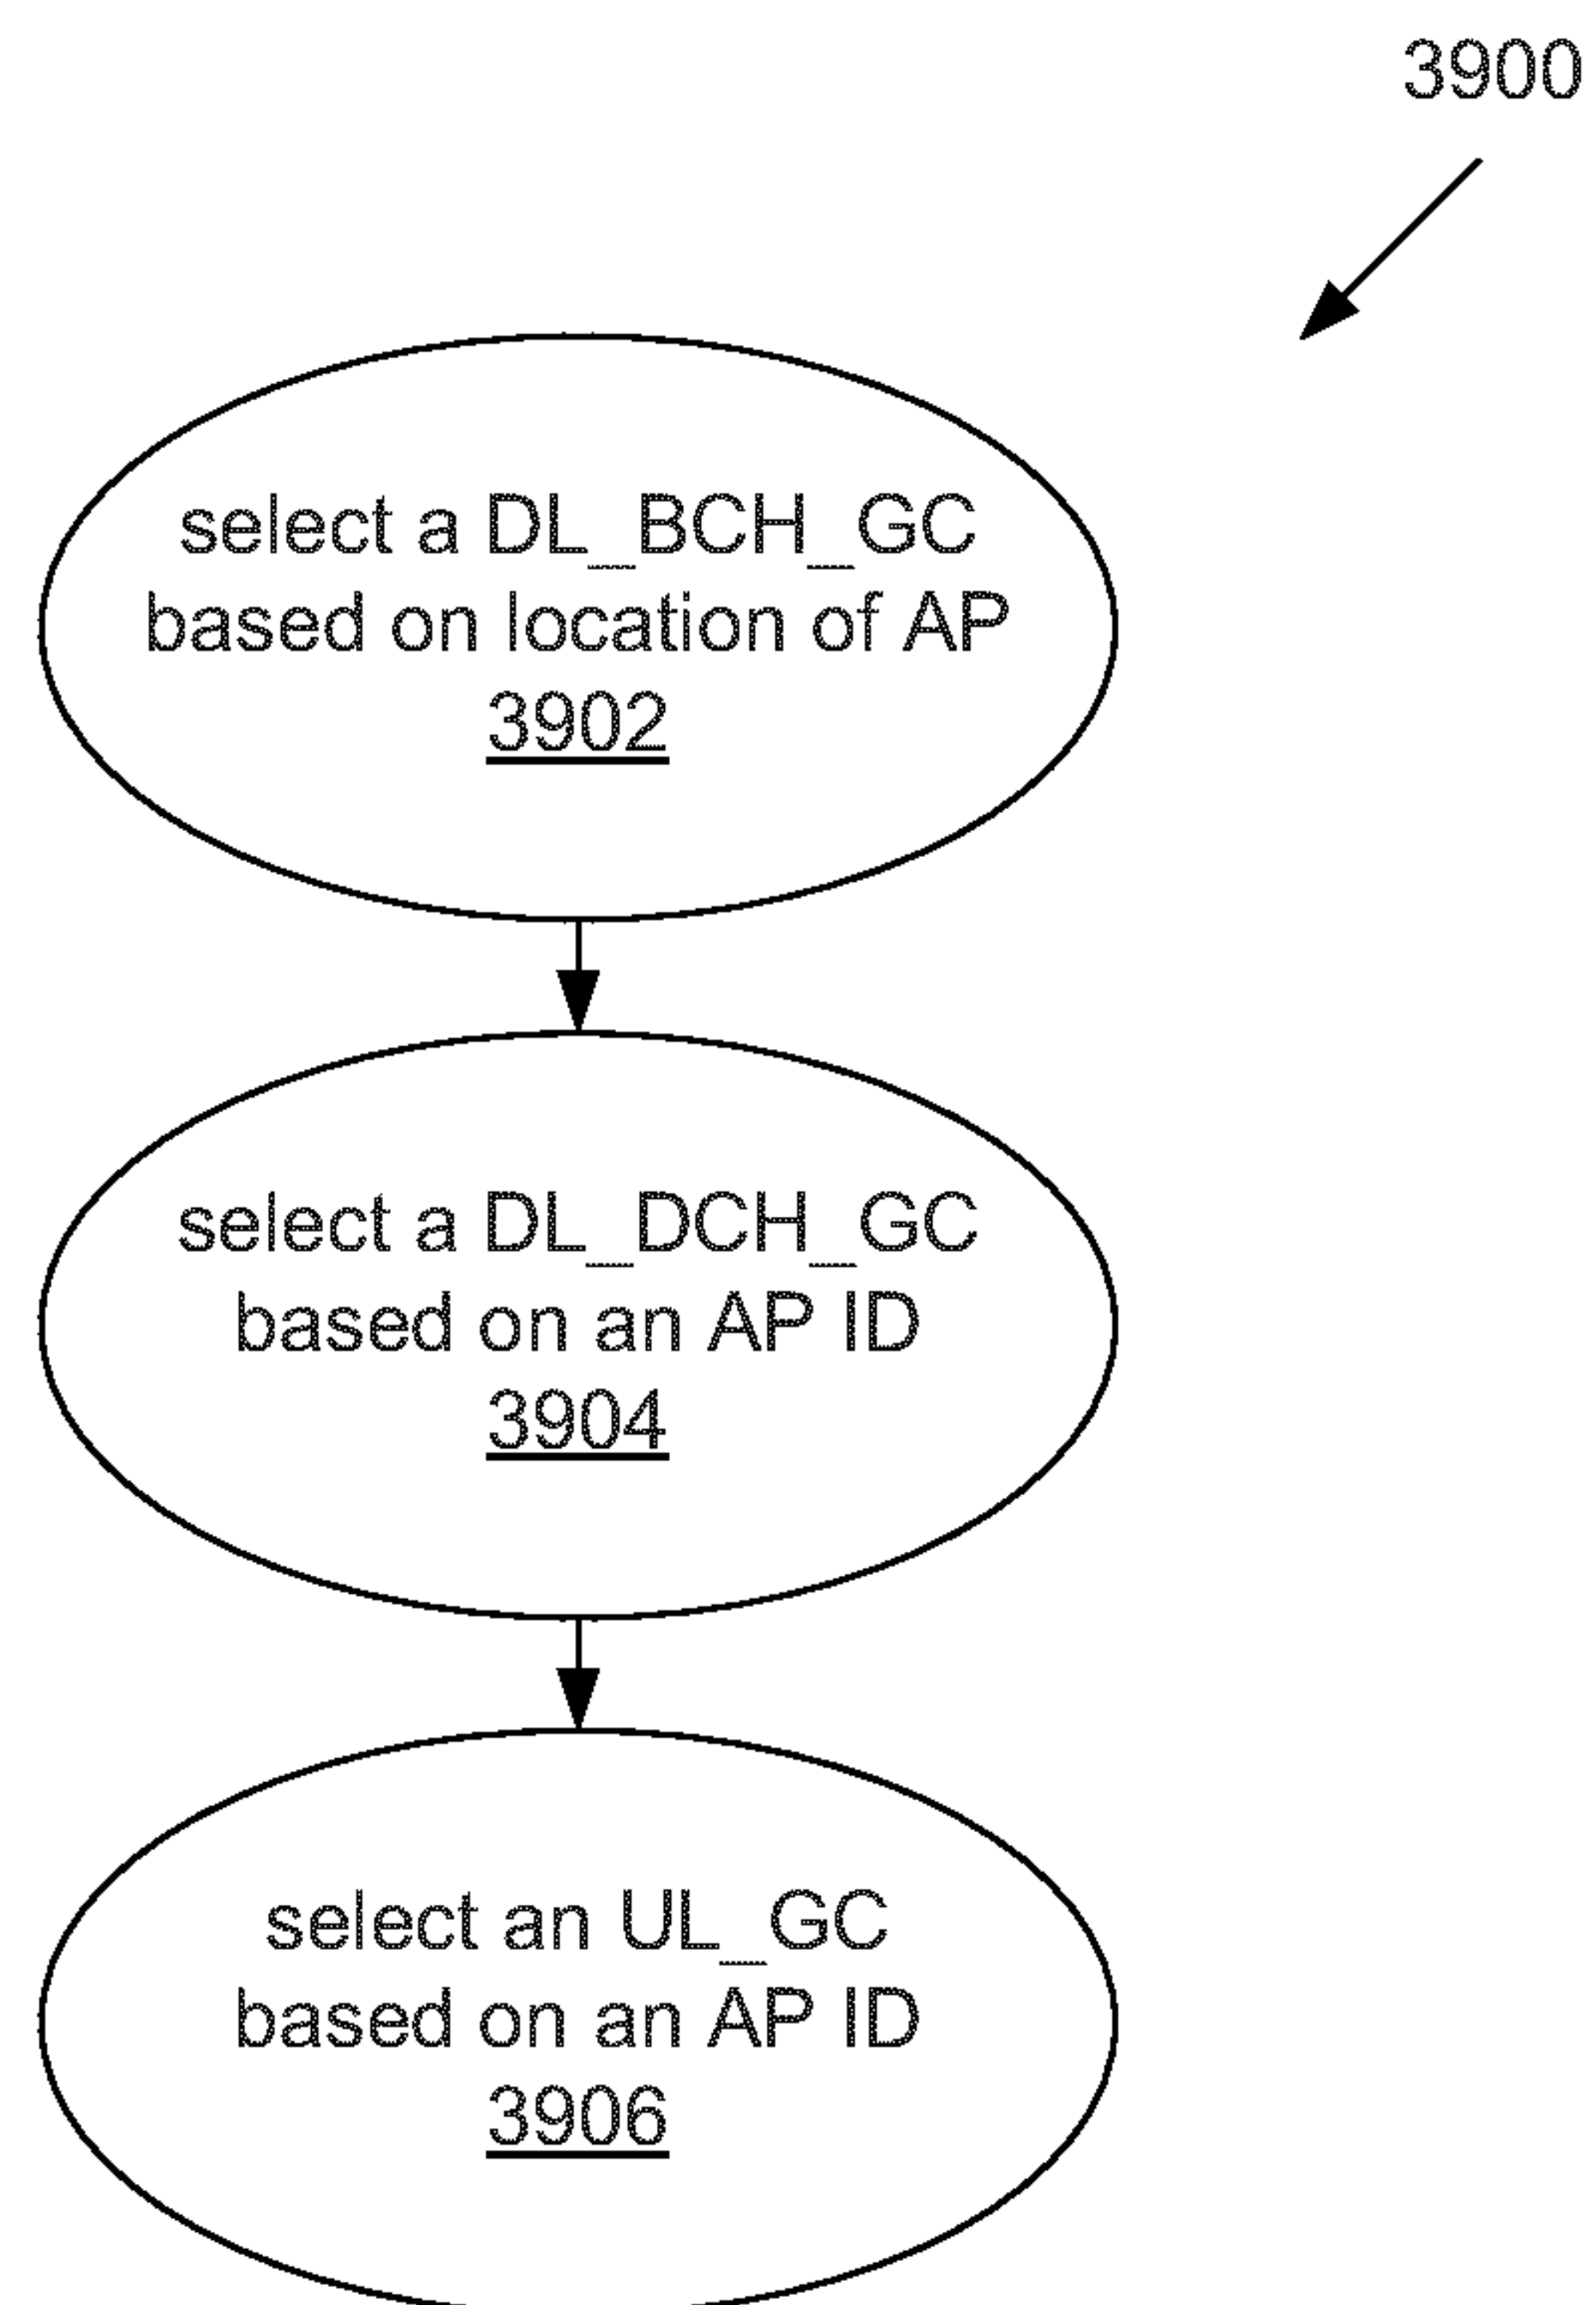 3900
select a DL_BCH_GC
based on location of AP
3902
select a DL_DCH_GC
based on an AP ID
3904
select an UL_GC
based on an AP ID
3906